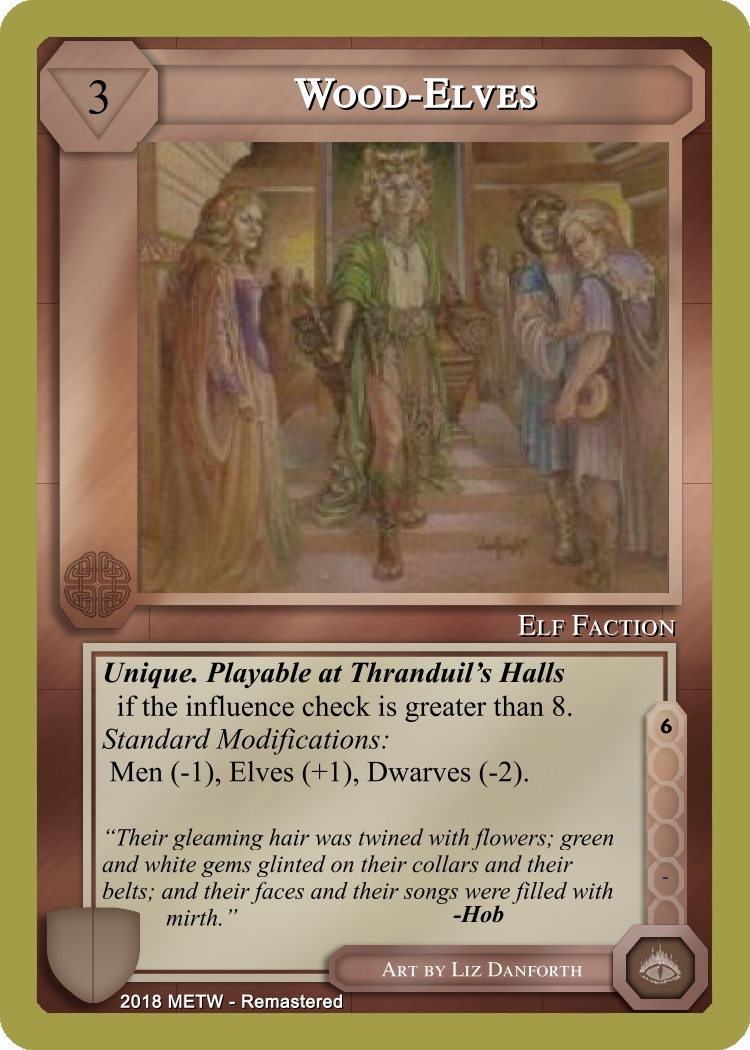 3
Wood-Elves
Elf Faction
Unique. Playable at Thranduil's Halls
if the influence check is greater than 8.
Standard Modifications:
Men (-1), Elves (+1), Dwarves (-2).
6
-
“Their gleaming hair was twined with flowers; green
and white gems glinted on their collars and their
belts; and their faces and their songs were filled with
mirth.” -Hob
Art by Liz Danforth
2018 METW - Remastered